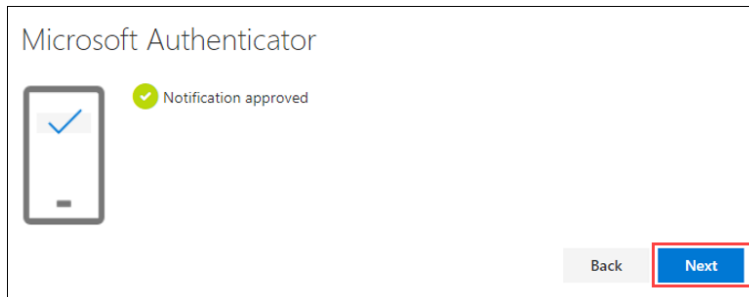 Microsoft Authenticator
Notification approved
Back
Next